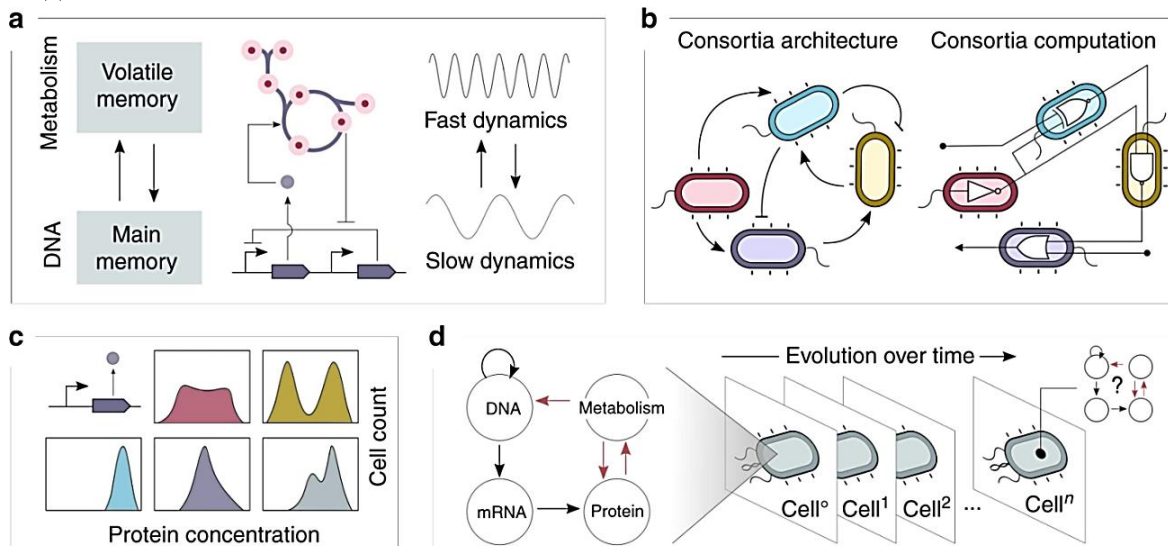 a
Metabolism
DNA
Volatile
memory
Main
memory
Fast dynamics
Slow dynamics
b
Consortia architecture
Consortia computation
c
Cell count
Protein concentration
d
DNA
Metabolism
mRNA
Protein
Evolution over time
Cell°
Cell¹
Cell²
...
Cellⁿ
?